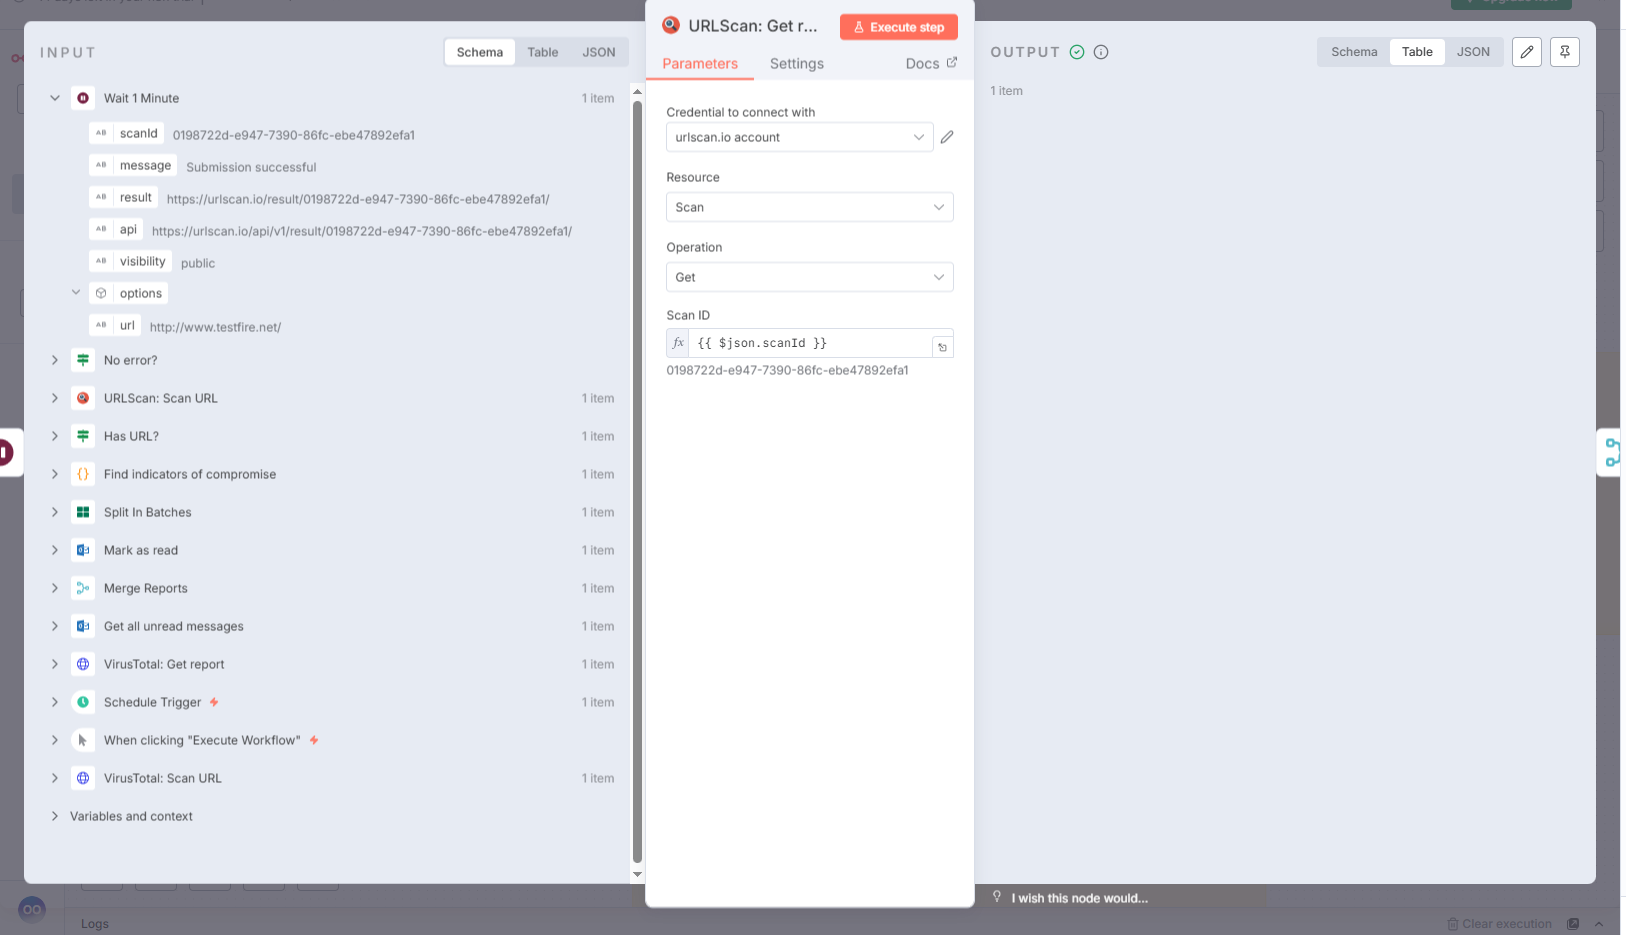 INPUT
Schema
Table
JSON
Wait 1 Minute
1 item
AB scanId 0198722d-e947-7390-86fc-ebe47892efa1
AB message Submission successful
AB result https://urlscan.io/result/0198722d-e947-7390-86fc-ebe47892efa1/
AB api https://urlscan.io/api/v1/result/0198722d-e947-7390-86fc-ebe47892efa1/
AB visibility public
options
AB url http://www.testfire.net/
No error?
URLScan: Scan URL
1 item
Has URL?
1 item
Find indicators of compromise
1 item
Split In Batches
1 item
Mark as read
1 item
Merge Reports
1 item
Get all unread messages
1 item
VirusTotal: Get report
1 item
Schedule Trigger
1 item
When clicking "Execute Workflow"
VirusTotal: Scan URL
1 item
Variables and context
URLScan: Get r...
Execute step
Parameters
Settings
Docs
Credential to connect with
urlscan.io account
Resource
Scan
Operation
Get
Scan ID
fx {{ $json.scanId }}
0198722d-e947-7390-86fc-ebe47892efa1
OUTPUT
Schema
Table
JSON
1 item
I wish this node would...
Logs
Clear execution